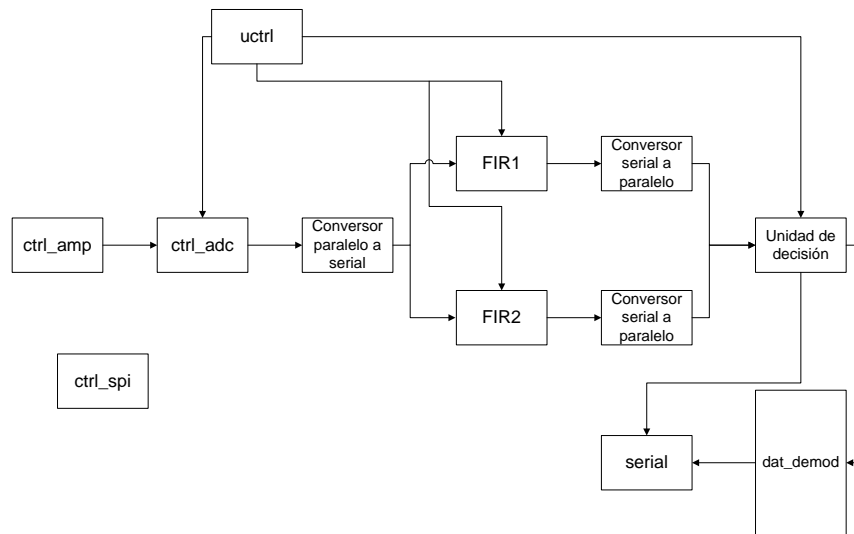 uctrl
FIR1
Conversor
serial a
paralelo
ctrl_amp
ctrl_adc
Conversor
paralelo a
serial
Unidad de
decisión
FIR2
Conversor
serial a
paralelo
ctrl_spi
serial
dat_demod